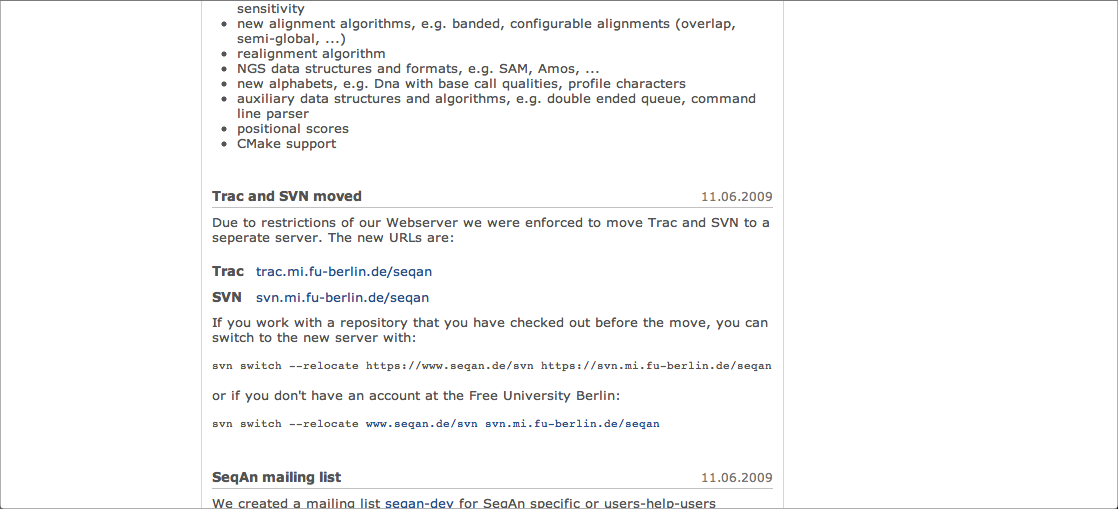 sensitivity
• new alignment algorithms, e.g. banded, configurable alignments (overlap,
semi-global, ...)
• realignment algorithm
• NGS data structures and formats, e.g. SAM, Amos, ...
• new alphabets, e.g. Dna with base call qualities, profile characters
• auxiliary data structures and algorithms, e.g. double ended queue, command
line parser
• positional scores
• CMake support
Trac and SVN moved 11.06.2009
Due to restrictions of our Webserver we were enforced to move Trac and SVN to a
seperate server. The new URLs are:
Trac trac.mi.fu-berlin.de/seqan
SVN svn.mi.fu-berlin.de/seqan
If you work with a repository that you have checked out before the move, you can
switch to the new server with:
svn switch --relocate https://www.seqan.de/svn https://svn.mi.fu-berlin.de/seqan
or if you don't have an account at the Free University Berlin:
svn switch --relocate www.seqan.de/svn svn.mi.fu-berlin.de/seqan
SeqAn mailing list 11.06.2009
We created a mailing list seqan-dev for SeqAn specific or users-help-users